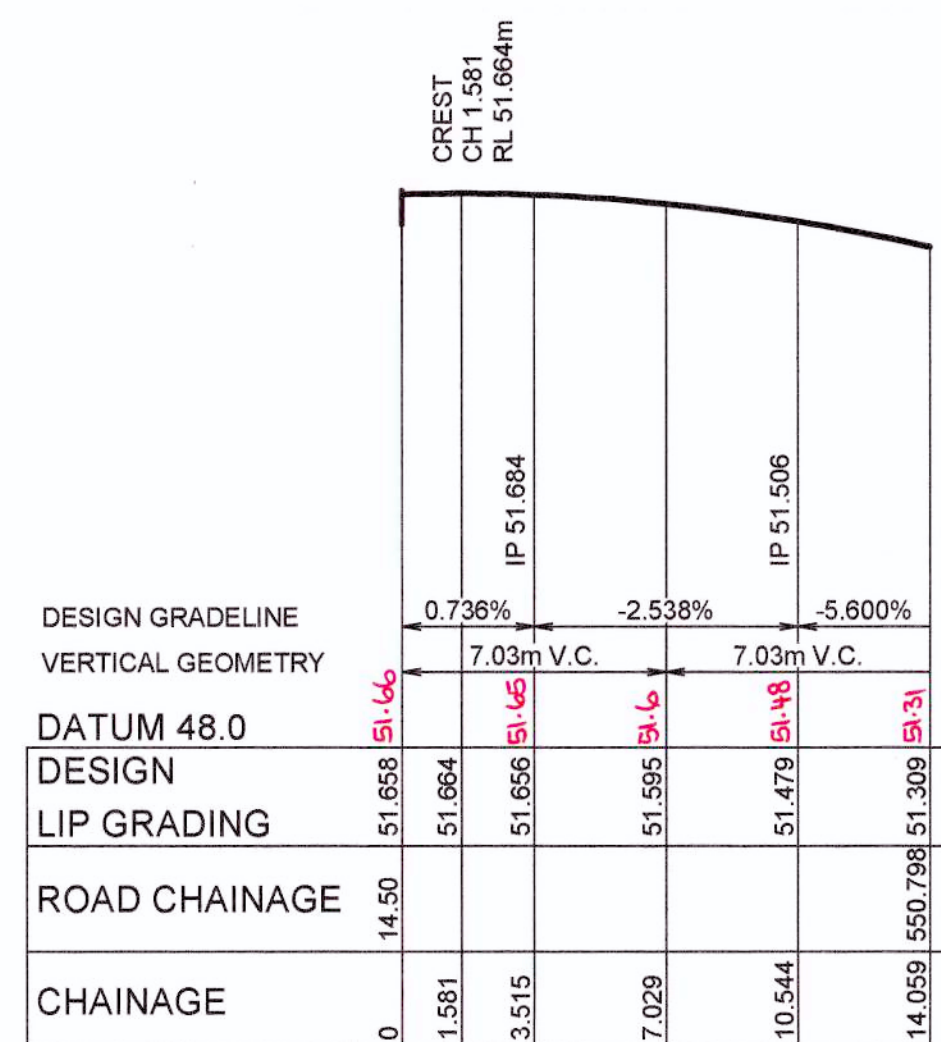 CREST
CH 1.581
RL 51.664m
IP 51.684
IP 51.506
DESIGN GRADELINE 0.736% -2.538% -5.600%
VERTICAL GEOMETRY 7.03m V.C. 7.03m V.C.
DATUM 48.0 51.66 51.65 51.6 51.48 51.31
DESIGN
LIP GRADING 51.658 51.664 51.656 51.595 51.479 51.309
ROAD CHAINAGE 14.50 550.798
CHAINAGE 0 1.581 3.515 7.029 10.544 14.059